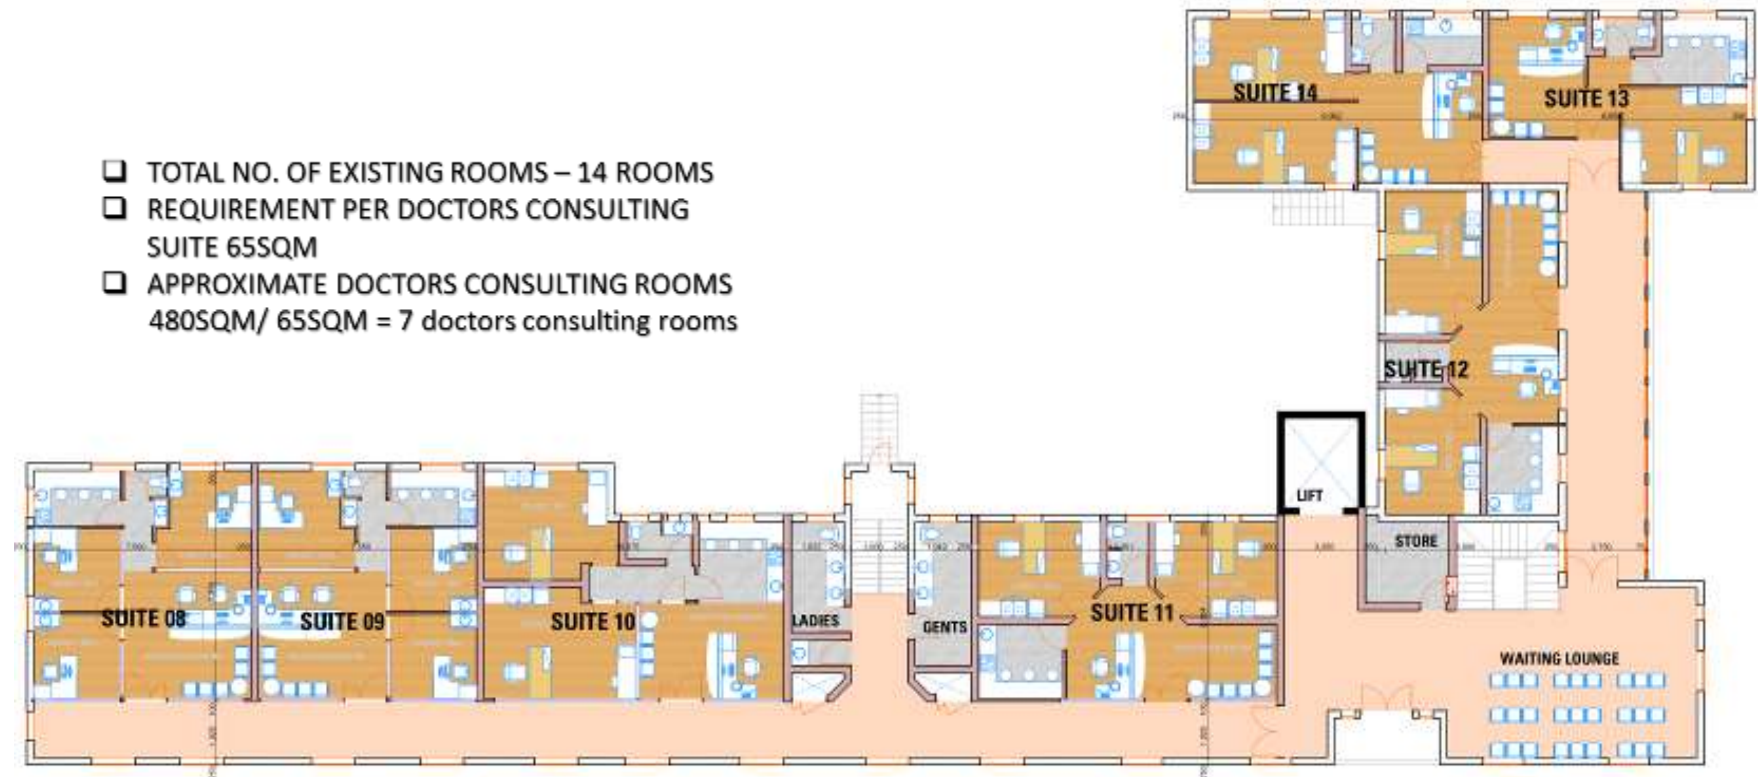 TOTAL NO. OF EXISTING ROOMS – 14 ROOMS
REQUIREMENT PER DOCTORS CONSULTING
SUITE 65SQM
APPROXIMATE DOCTORS CONSULTING ROOMS
480SQM/ 65SQM = 7 doctors consulting rooms
SUITE 14
SUITE 13
SUITE 12
LIFT
STORE
SUITE 08
SUITE 09
SUITE 10
LADIES
GENTS
SUITE 11
WAITING LOUNGE